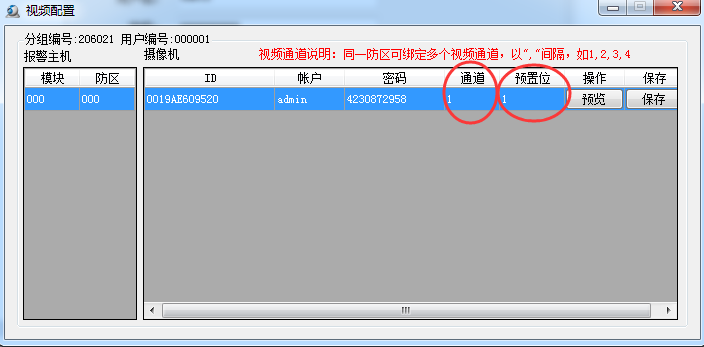 视频配置
分组编号:206021 用户编号:000001
报警主机
摄像机
视频通道说明：同一防区可绑定多个视频通道，以“,”间隔，如1,2,3,4
模块 防区
000 000
ID 帐户 密码 通道 预置位 操作 保存
0019AE609520 admin 4230872958 1 1 预览 保存